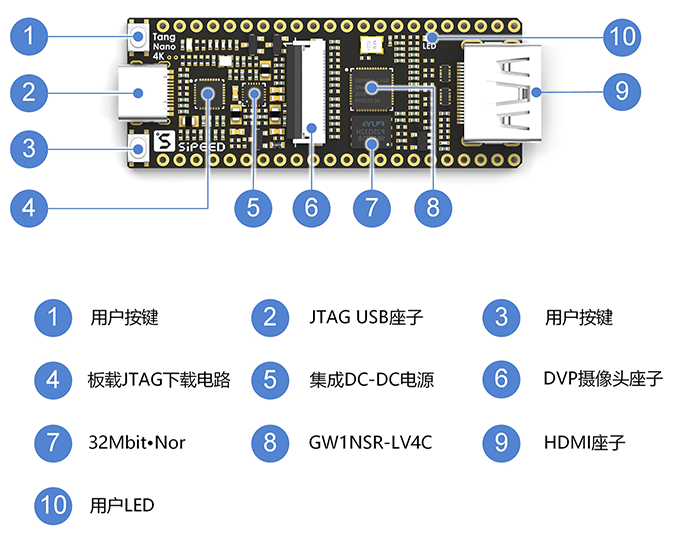 1
Tang
Nano
4K
LED
10
2
9
3
SiPEED
4
5
6
7
8
1 用户按键
2 JTAG USB座子
3 用户按键
4 板载JTAG下载电路
5 集成DC-DC电源
6 DVP摄像头座子
7 32Mbit•Nor
8 GW1NSR-LV4C
9 HDMI座子
10 用户LED